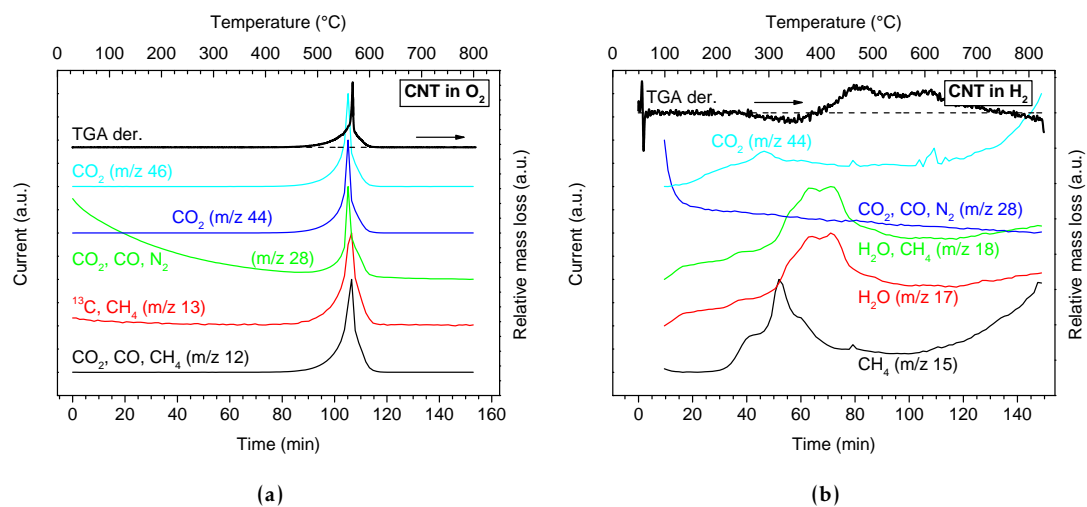 Temperature (°C)
0 100 200 300 400 500 600 700 800
CNT in O₂
TGA der.
CO₂ (m/z 46)
CO₂ (m/z 44)
CO₂, CO, N₂ (m/z 28)
¹³C, CH₄ (m/z 13)
CO₂, CO, CH₄ (m/z 12)
Current (a.u.)
Relative mass loss (a.u.)
0 20 40 60 80 100 120 140 160
Time (min)
(a)
Temperature (°C)
0 100 200 300 400 500 600 700 800
CNT in H₂
TGA der.
CO₂ (m/z 44)
CO₂, CO, N₂ (m/z 28)
H₂O, CH₄ (m/z 18)
H₂O (m/z 17)
CH₄ (m/z 15)
Current (a.u.)
Relative mass loss (a.u.)
0 20 40 60 80 100 120 140
Time (min)
(b)